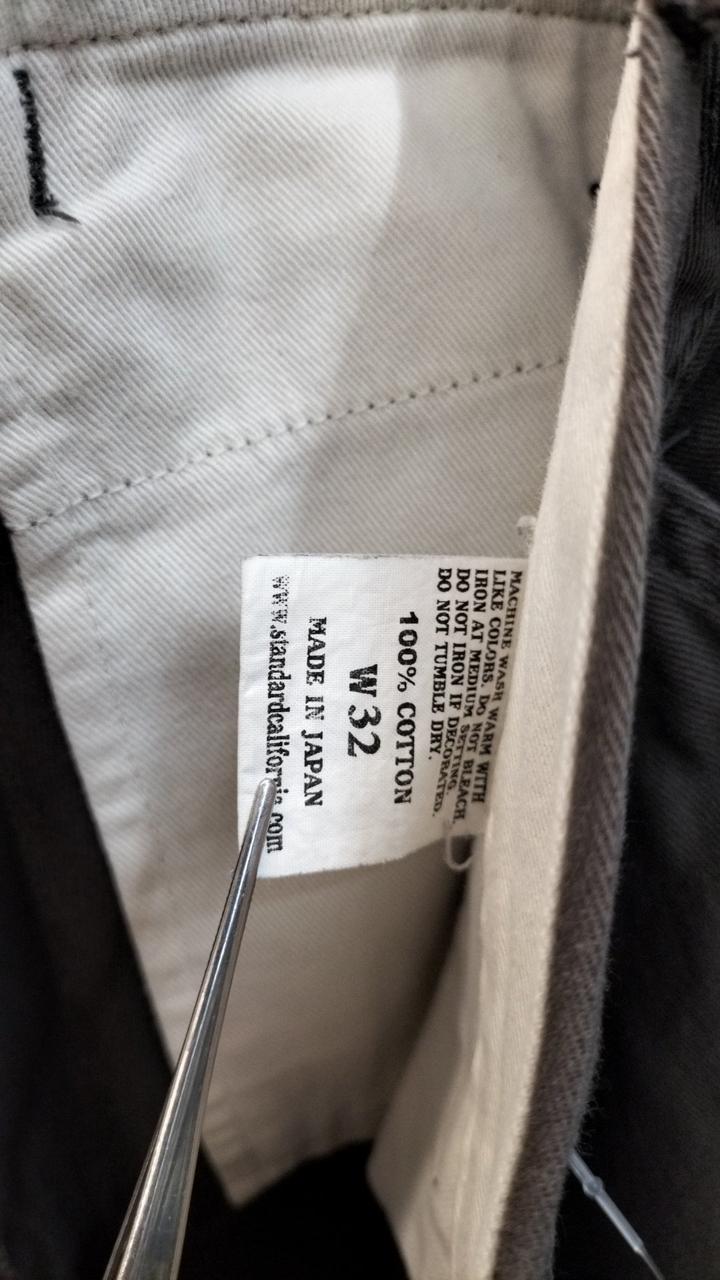 MACHINE WASH WARM WITH
LIKE COLORS. DO NOT BLEACH.
IRON AT MEDIUM SETTING.
DO NOT IRON IF DECORATED.
DO NOT TUMBLE DRY.
100% COTTON
W32
MADE IN JAPAN
www.standardcalifornia.com